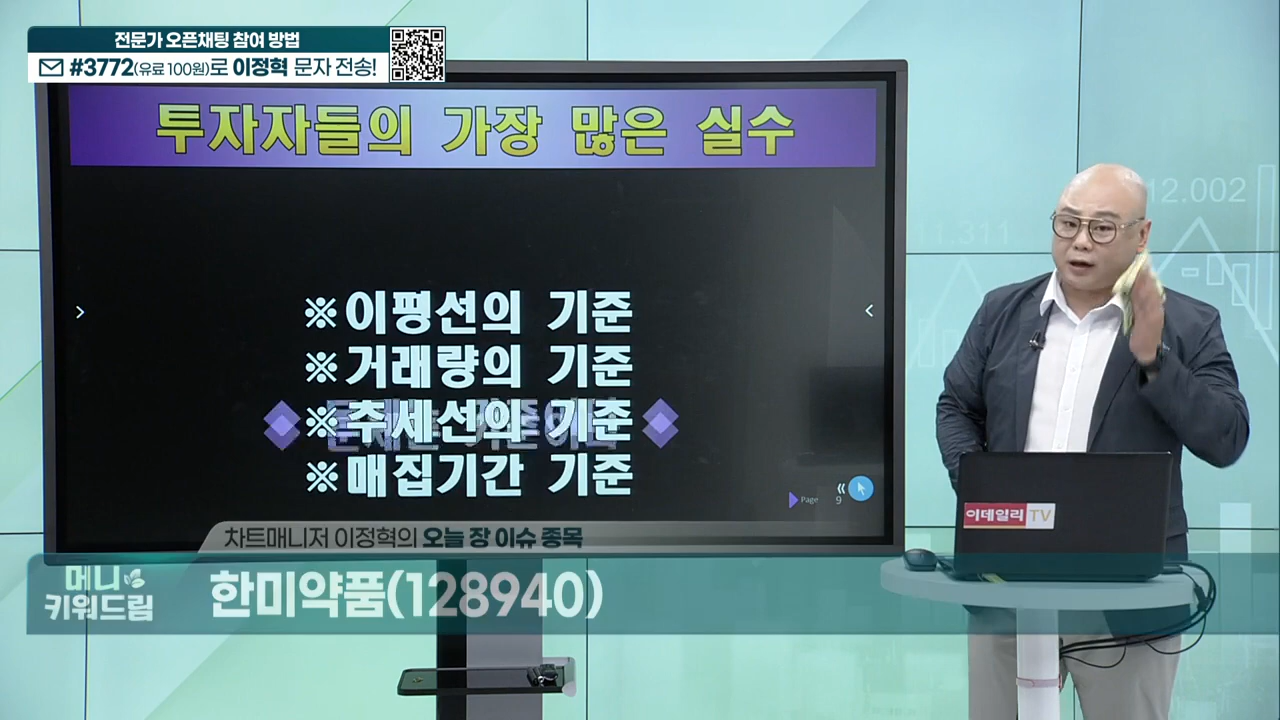 전문가 오픈채팅 참여 방법
#3772(유료 100원)로 이정혁 문자 전송!
투자자들의 가장 많은 실수
12.002
11.311
※이평선의 기준
※거래량의 기준
※추세선의 기준
※매집기간 기준
Page
9
이데일리 TV
차트매니저 이정혁의 오늘 장 이슈 종목
머니
키워드림
한미약품(128940)